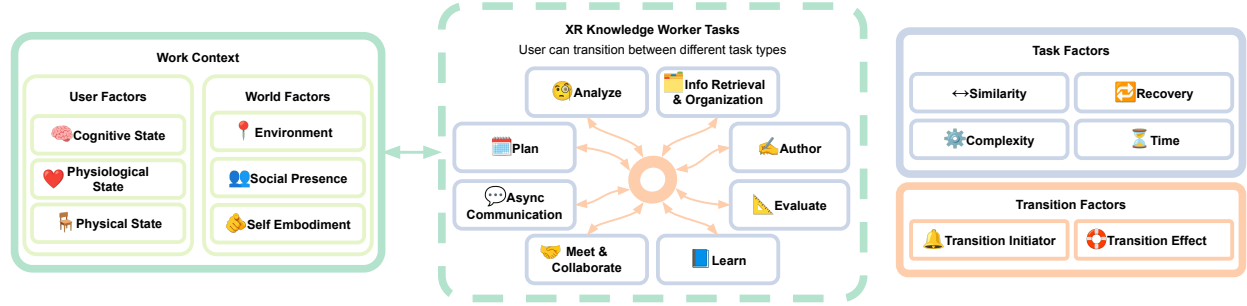 Work Context
User Factors
Cognitive State
Physiological
State
Physical State
World Factors
Environment
Social Presence
Self Embodiment
XR Knowledge Worker Tasks
User can transition between different task types
Analyze
Info Retrieval
& Organization
Plan
Author
Async
Communication
Evaluate
Meet &
Collaborate
Learn
Task Factors
Similarity
Recovery
Complexity
Time
Transition Factors
Transition Initiator
Transition Effect